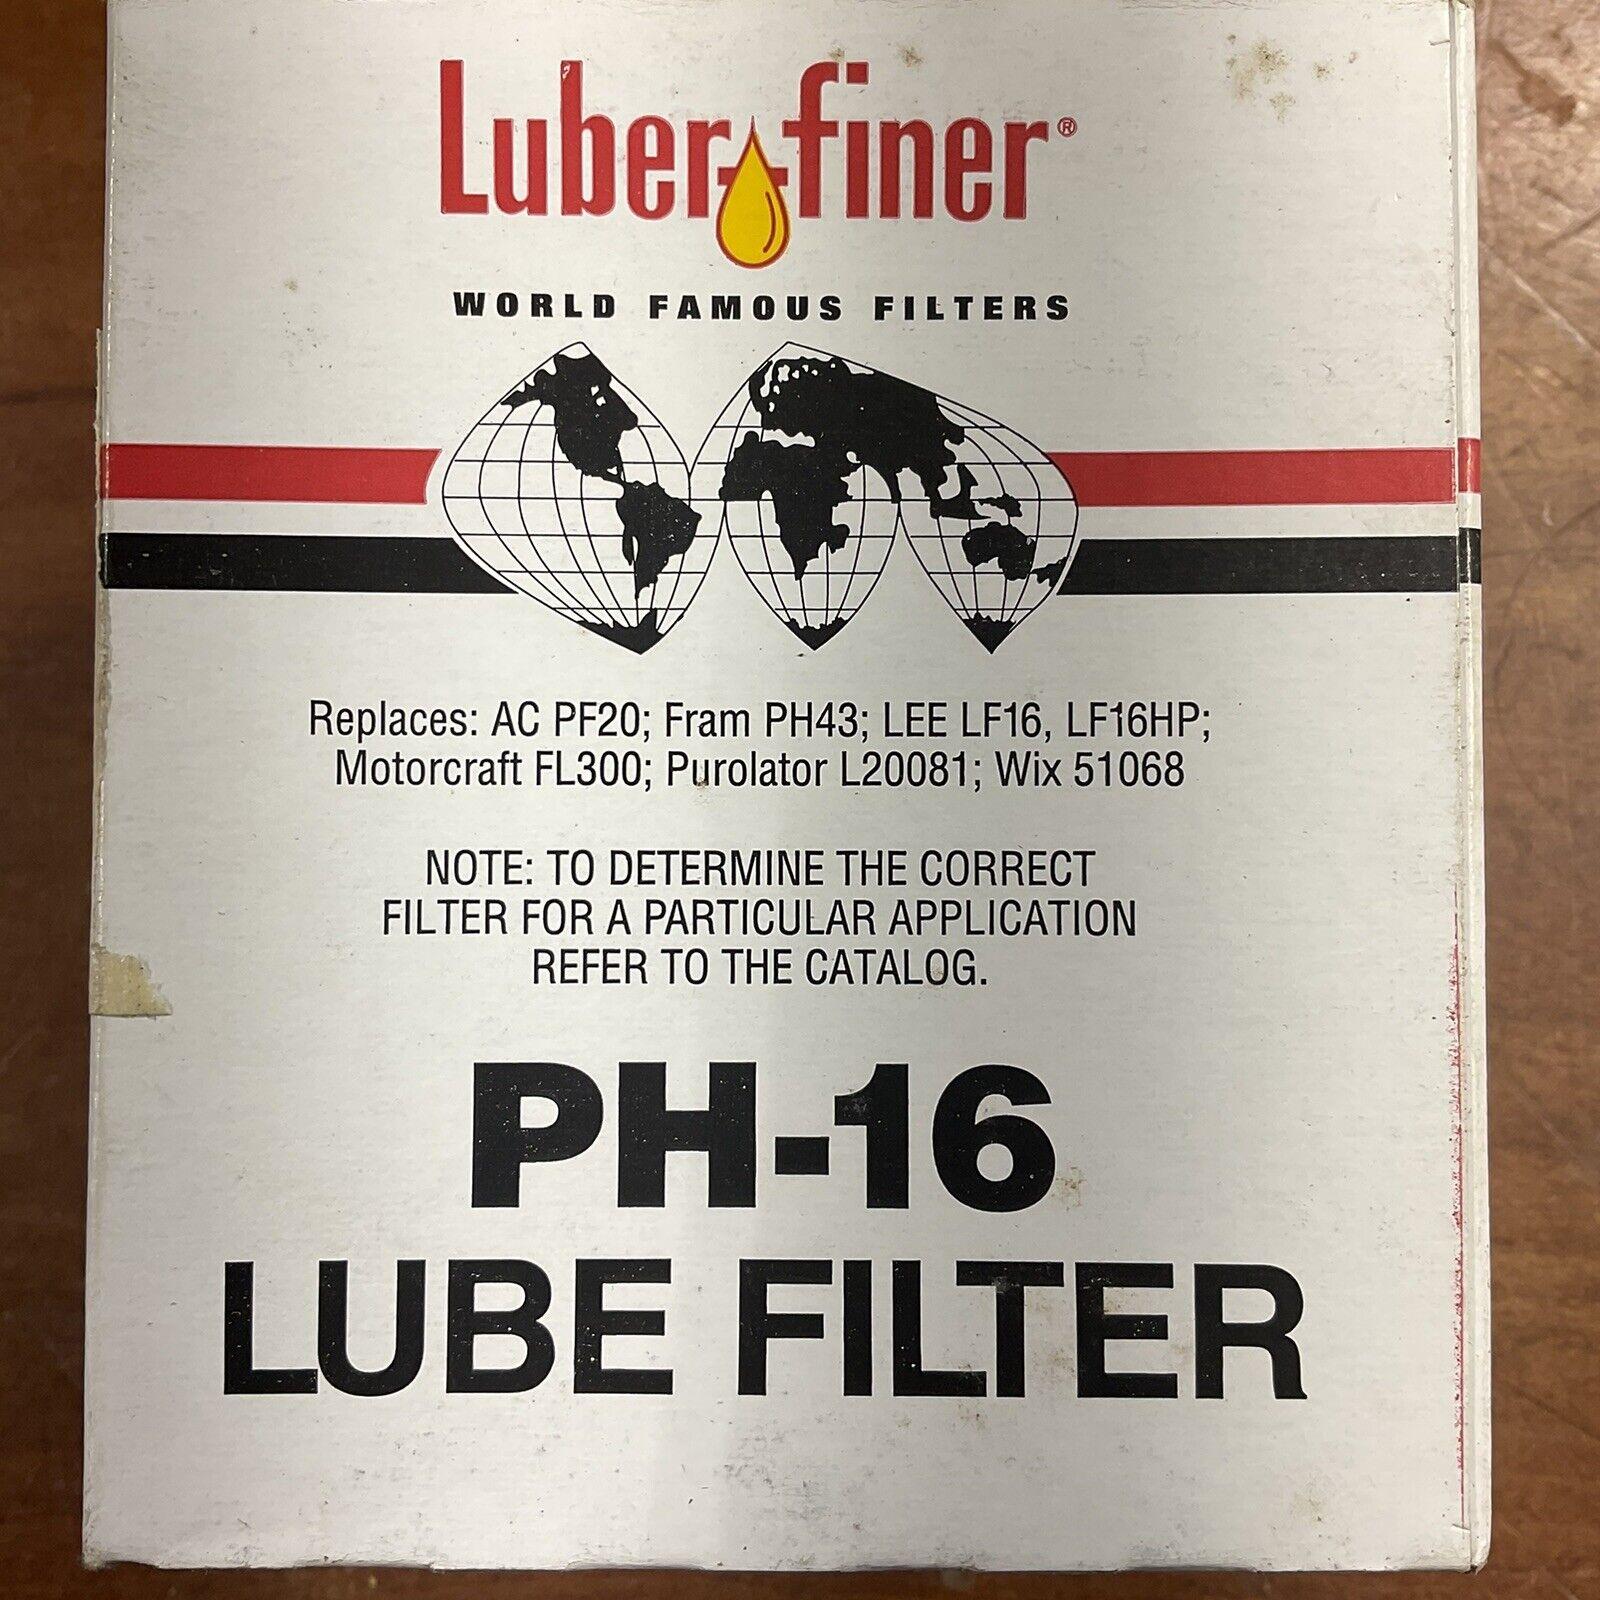 Luber-finer®
WORLD FAMOUS FILTERS
Replaces: AC PF20; Fram PH43; LEE LF16, LF16HP;
Motorcraft FL300; Purolator L20081; Wix 51068
NOTE: TO DETERMINE THE CORRECT
FILTER FOR A PARTICULAR APPLICATION
REFER TO THE CATALOG.
PH-16
LUBE FILTER